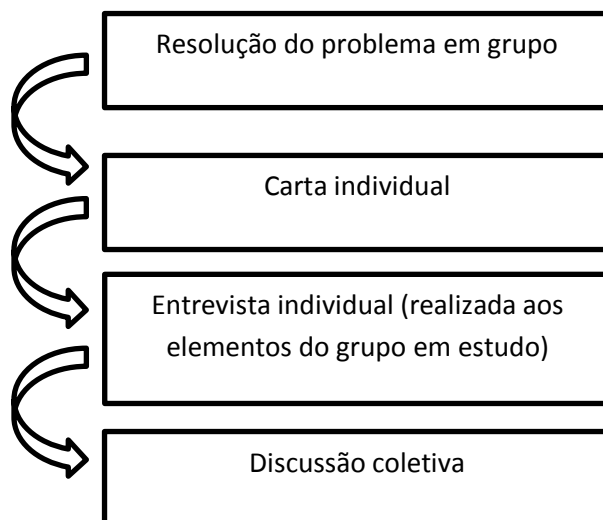 Resolução do problema em grupo
Carta individual
Entrevista individual (realizada aos
elementos do grupo em estudo)
Discussão coletiva